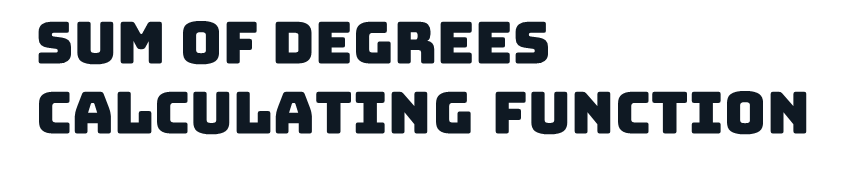 SUM OF DEGREES
CALCULATING FUNCTION